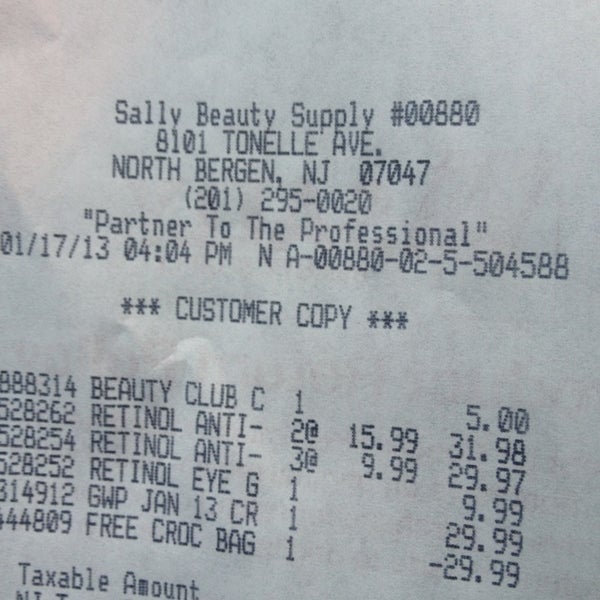 Sally Beauty Supply #00880
8101 TONELLE AVE.
NORTH BERGEN, NJ 07047
(201) 295-0020
"Partner To The Professional"
01/17/13 04:04 PM N A-00880-02-5-504588
*** CUSTOMER COPY ***
888314 BEAUTY CLUB C 1 5.00
528262 RETINOL ANTI- 2@ 15.99 31.98
528254 RETINOL ANTI- 3@ 9.99 29.97
528252 RETINOL EYE G 1 9.99
314912 GWP JAN 13 CR 1 29.99
444809 FREE CROC BAG 1 -29.99
Taxable Amount